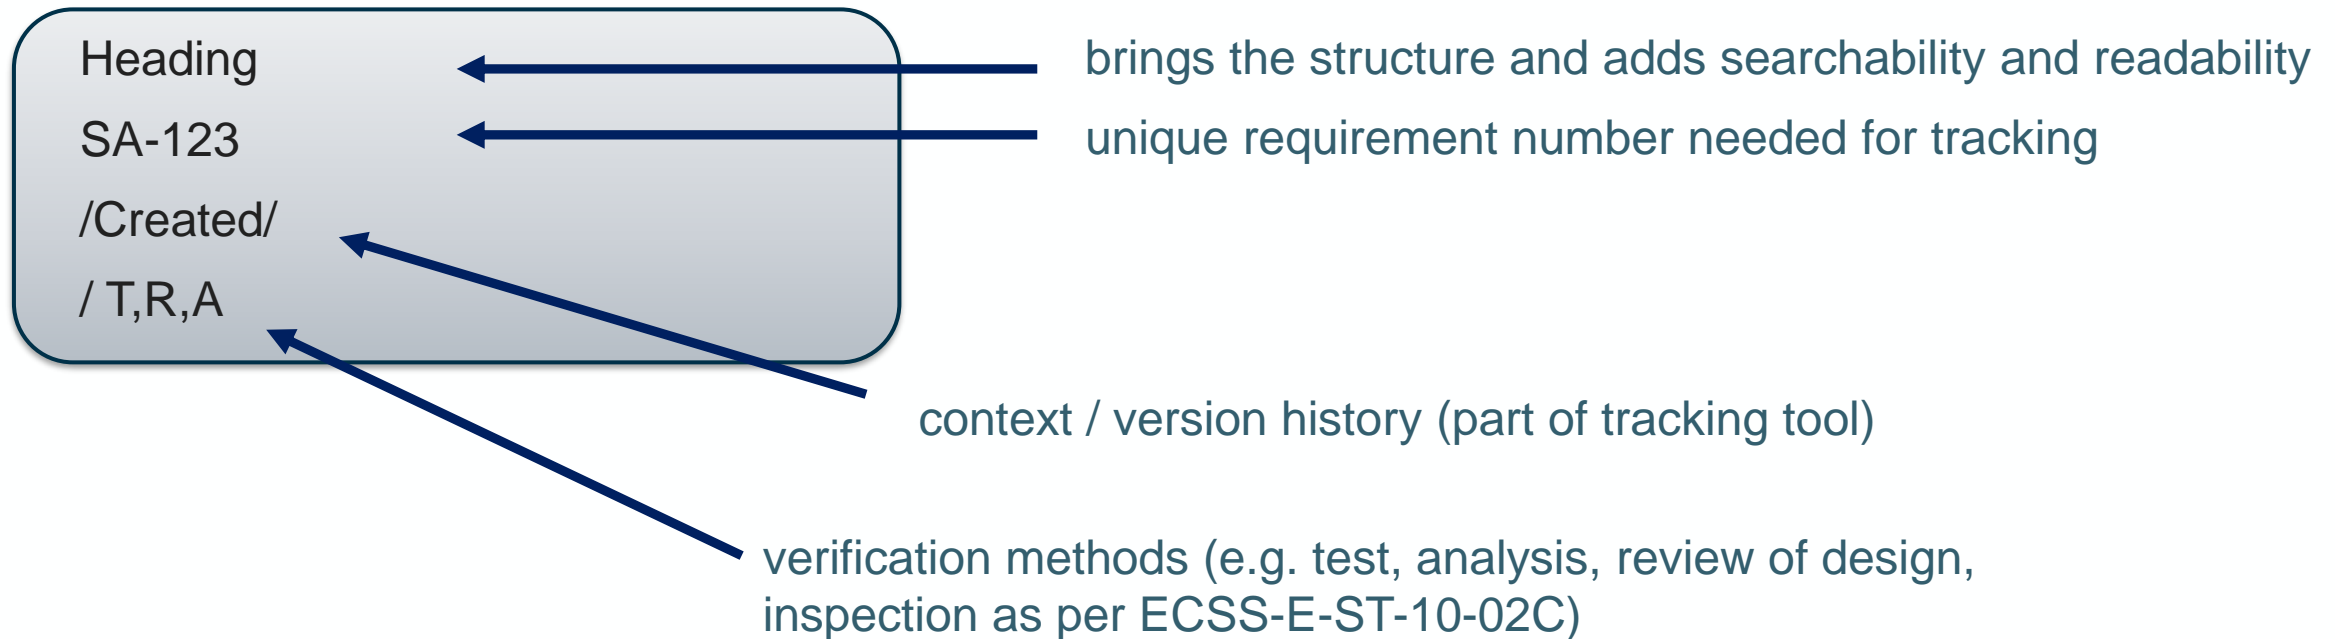 Heading
brings the structure and adds searchability and readability
SA-123
unique requirement number needed for tracking
/Created/
/ T,R,A
context / version history (part of tracking tool)
verification methods (e.g. test, analysis, review of design,
inspection as per ECSS-E-ST-10-02C)